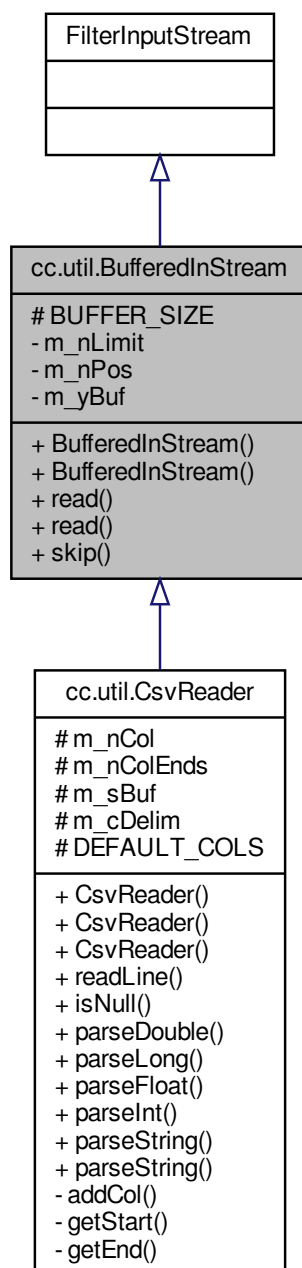 FilterInputStream
cc.util.BufferedInStream
# BUFFER_SIZE
- m_nLimit
- m_nPos
- m_yBuf
+ BufferedInStream()
+ BufferedInStream()
+ read()
+ read()
+ skip()
cc.util.CsvReader
# m_nCol
# m_nColEnds
# m_sBuf
# m_cDelim
# DEFAULT_COLS
+ CsvReader()
+ CsvReader()
+ CsvReader()
+ readLine()
+ isNull()
+ parseDouble()
+ parseLong()
+ parseFloat()
+ parseInt()
+ parseString()
+ parseString()
- addCol()
- getStart()
- getEnd()